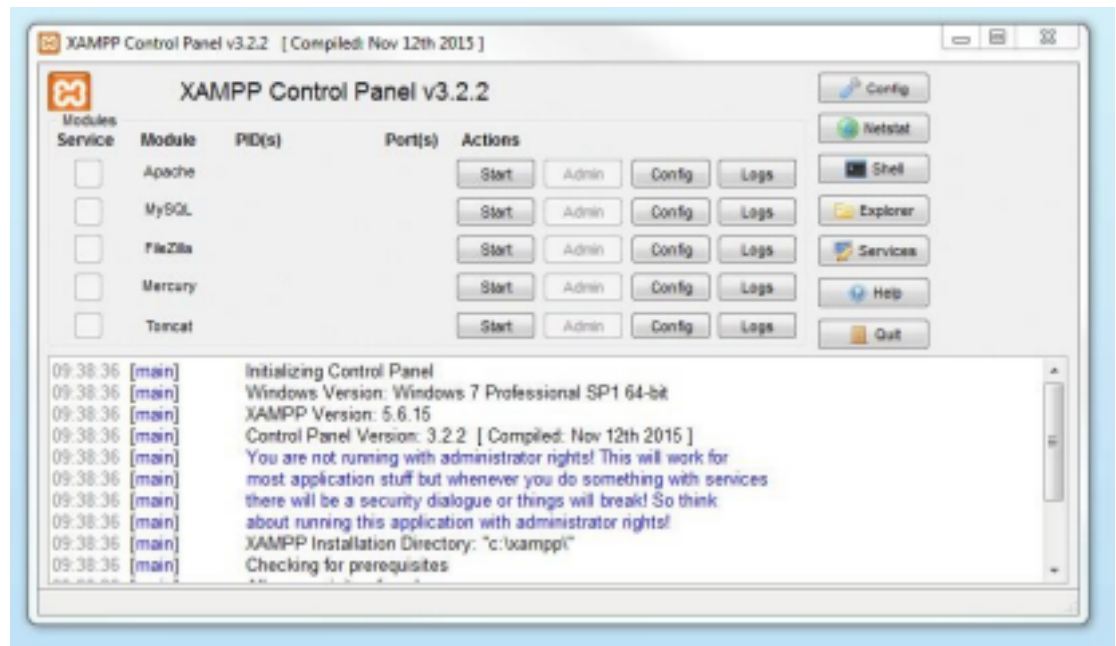 XAMPP Control Panel v3.2.2 [ Compiled: Nov 12th 2015 ]
XAMPP Control Panel v3.2.2
Config
Modules
Service Module PID(s) Port(s) Actions
Netstat
Apache Start Admin Config Logs
Shell
MySQL Start Admin Config Logs
Explorer
FileZilla Start Admin Config Logs
Services
Mercury Start Admin Config Logs
Help
Tomcat Start Admin Config Logs
Quit
09:38:36 [main] Initializing Control Panel
09:38:36 [main] Windows Version: Windows 7 Professional SP1 64-bit
09:38:36 [main] XAMPP Version: 5.6.15
09:38:36 [main] Control Panel Version: 3.2.2 [ Compiled: Nov 12th 2015 ]
09:38:36 [main] You are not running with administrator rights! This will work for
09:38:36 [main] most application stuff but whenever you do something with services
09:38:36 [main] there will be a security dialogue or things will break! So think
09:38:36 [main] about running this application with administrator rights!
09:38:36 [main] XAMPP Installation Directory: "c:\xampp\"
09:38:36 [main] Checking for prerequisites